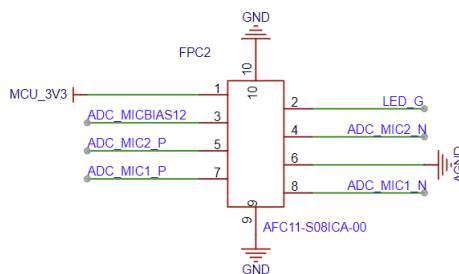 GND
FPC2
10
10
MCU_3V3
1
2
LED_G
ADC_MICBIAS12
3
4
ADC_MIC2_N
ADC_MIC2_P
5
6
AGND
ADC_MIC1_P
7
8
ADC_MIC1_N
9
9
AFC11-S08ICA-00
GND